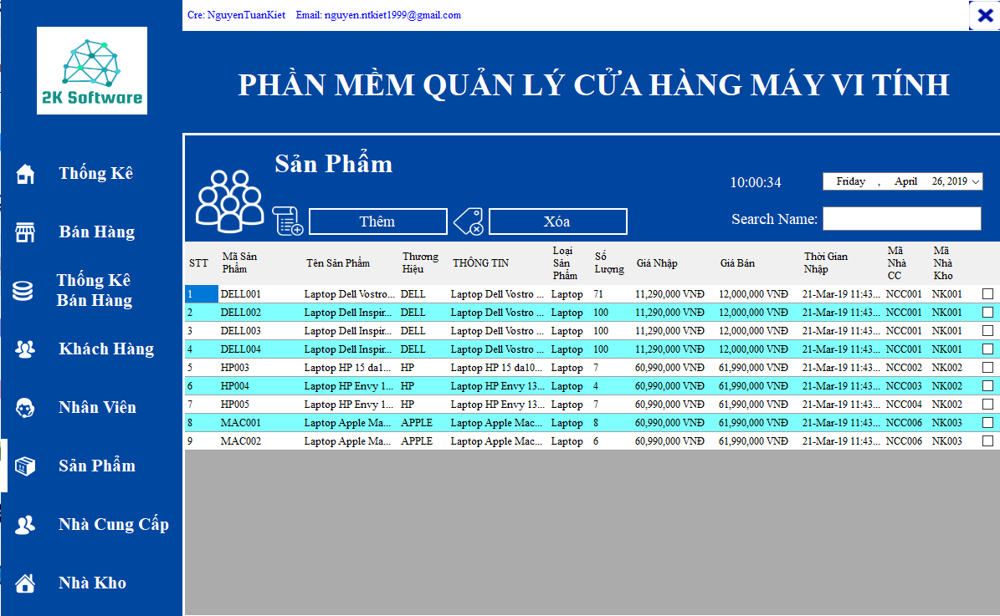 Cre: NguyenTuanKiet Email: nguyen.ntkiet1999@gmail.com
2K Software
PHẦN MỀM QUẢN LÝ CỬA HÀNG MÁY VI TÍNH
Thống Kê
Bán Hàng
Thống Kê
Bán Hàng
Khách Hàng
Nhân Viên
Sản Phẩm
Nhà Cung Cấp
Nhà Kho
Sản Phẩm
10:00:34 Friday , April 26, 2019
Thêm Xóa Search Name:
STT Mã Sản Phẩm Tên Sản Phẩm Thương Hiệu THÔNG TIN Loại Sản Phẩm Số Lượng Giá Nhập Giá Bán Thời Gian Nhập Mã Nhà CC Mã Nhà Kho
1 DELL001 Laptop Dell Vostro... DELL Laptop Dell Vostro ... Laptop 71 11,290,000 VNĐ 12,000,000 VNĐ 21-Mar-19 11:43... NCC001 NK001
2 DELL002 Laptop Dell Inspir... DELL Laptop Dell Vostro ... Laptop 100 11,290,000 VNĐ 12,000,000 VNĐ 21-Mar-19 11:43... NCC001 NK001
3 DELL003 Laptop Dell Inspir... DELL Laptop Dell Vostro ... Laptop 100 11,290,000 VNĐ 12,000,000 VNĐ 21-Mar-19 11:43... NCC001 NK001
4 DELL004 Laptop Dell Inspir... DELL Laptop Dell Vostro ... Laptop 100 11,290,000 VNĐ 12,000,000 VNĐ 21-Mar-19 11:43... NCC001 NK001
5 HP003 Laptop HP 15 da1... HP Laptop HP 15 da10... Laptop 7 60,990,000 VNĐ 61,990,000 VNĐ 21-Mar-19 11:43... NCC002 NK002
6 HP004 Laptop HP Envy 1... HP Laptop HP Envy 13... Laptop 4 60,990,000 VNĐ 61,990,000 VNĐ 21-Mar-19 11:43... NCC003 NK002
7 HP005 Laptop HP Envy 1... HP Laptop HP Envy 13... Laptop 7 60,990,000 VNĐ 61,990,000 VNĐ 21-Mar-19 11:43... NCC004 NK002
8 MAC001 Laptop Apple Ma... APPLE Laptop Apple Mac... Laptop 8 60,990,000 VNĐ 61,990,000 VNĐ 21-Mar-19 11:43... NCC006 NK003
9 MAC002 Laptop Apple Ma... APPLE Laptop Apple Mac... Laptop 6 60,990,000 VNĐ 61,990,000 VNĐ 21-Mar-19 11:43... NCC006 NK003